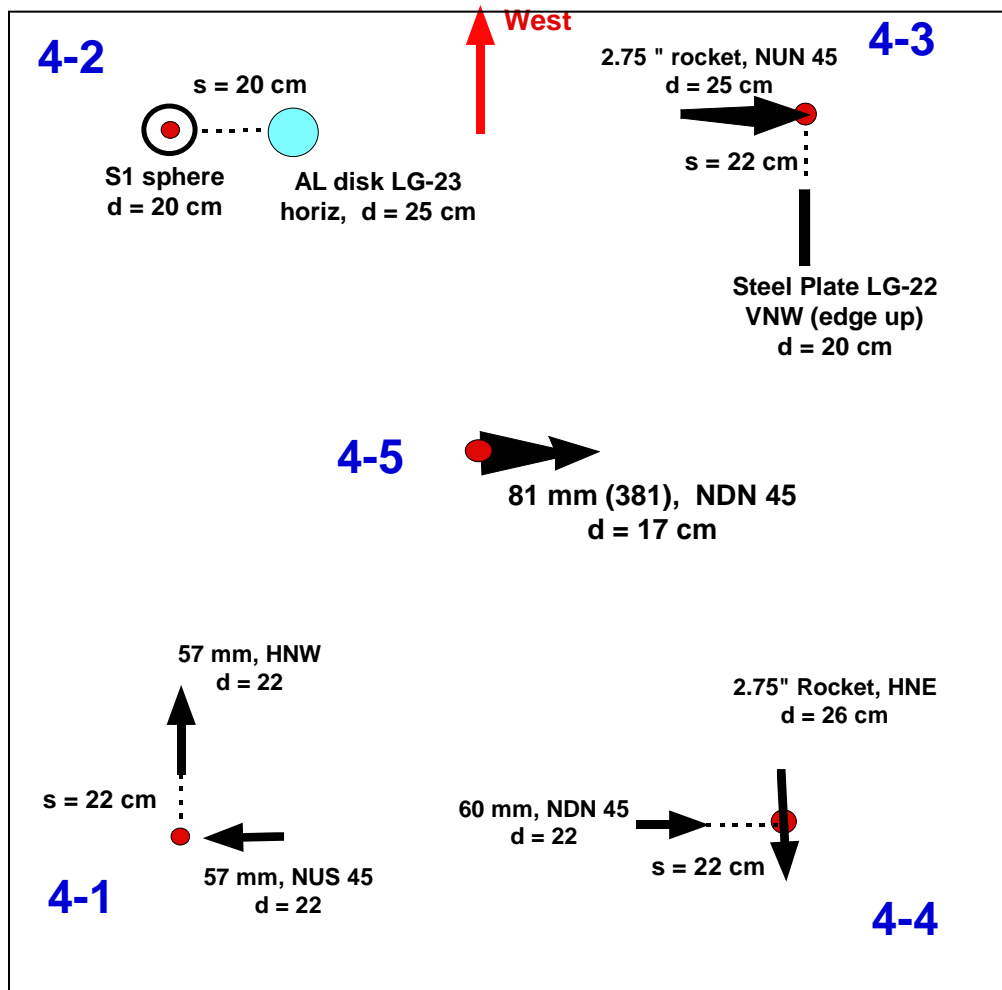 West
4-2
s = 20 cm
S1 sphere
d = 20 cm
AL disk LG-23
horiz,  d = 25 cm
4-3
2.75 " rocket, NUN 45
d = 25 cm
s = 22 cm
Steel Plate LG-22
VNW (edge up)
d = 20 cm
4-5
81 mm (381),  NDN 45
d = 17 cm
57 mm, HNW
d = 22
s = 22 cm
57 mm, NUS 45
d = 22
4-1
2.75" Rocket, HNE
d = 26 cm
60 mm, NDN 45
d = 22
s = 22 cm
4-4